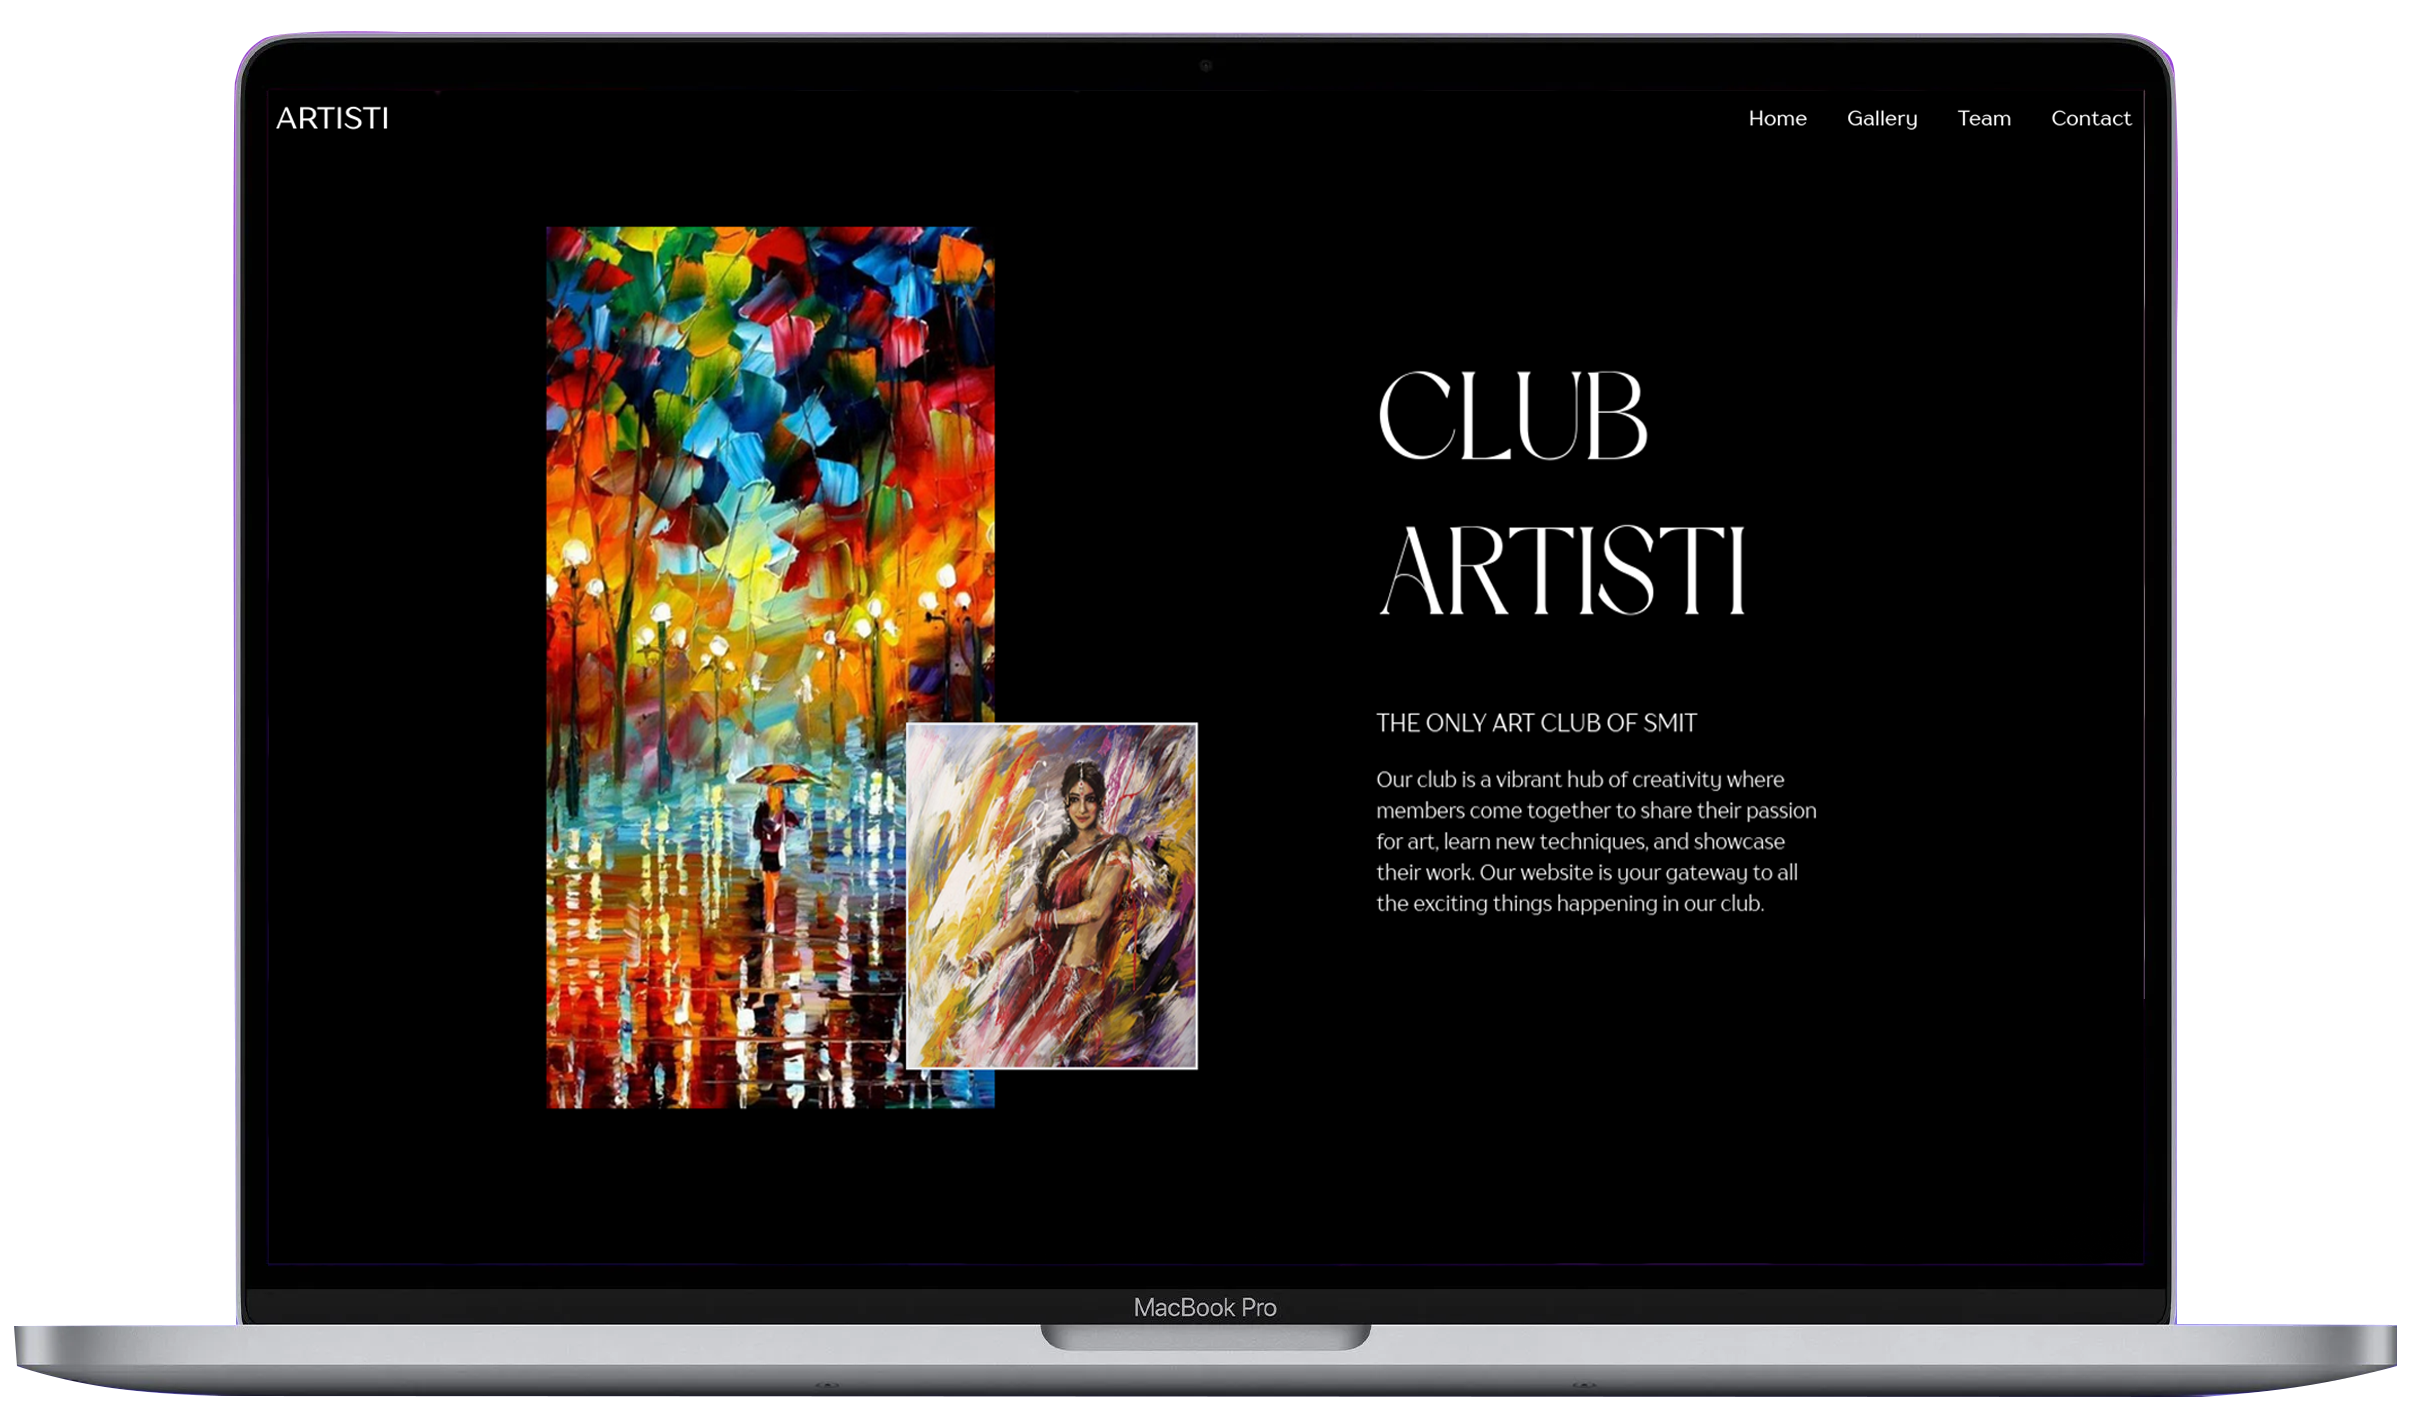 ARTISTI
Home Gallery Team Contact
CLUB
ARTISTI
THE ONLY ART CLUB OF SMIT
Our club is a vibrant hub of creativity where
members come together to share their passion
for art, learn new techniques, and showcase
their work. Our website is your gateway to all
the exciting things happening in our club.
MacBook Pro